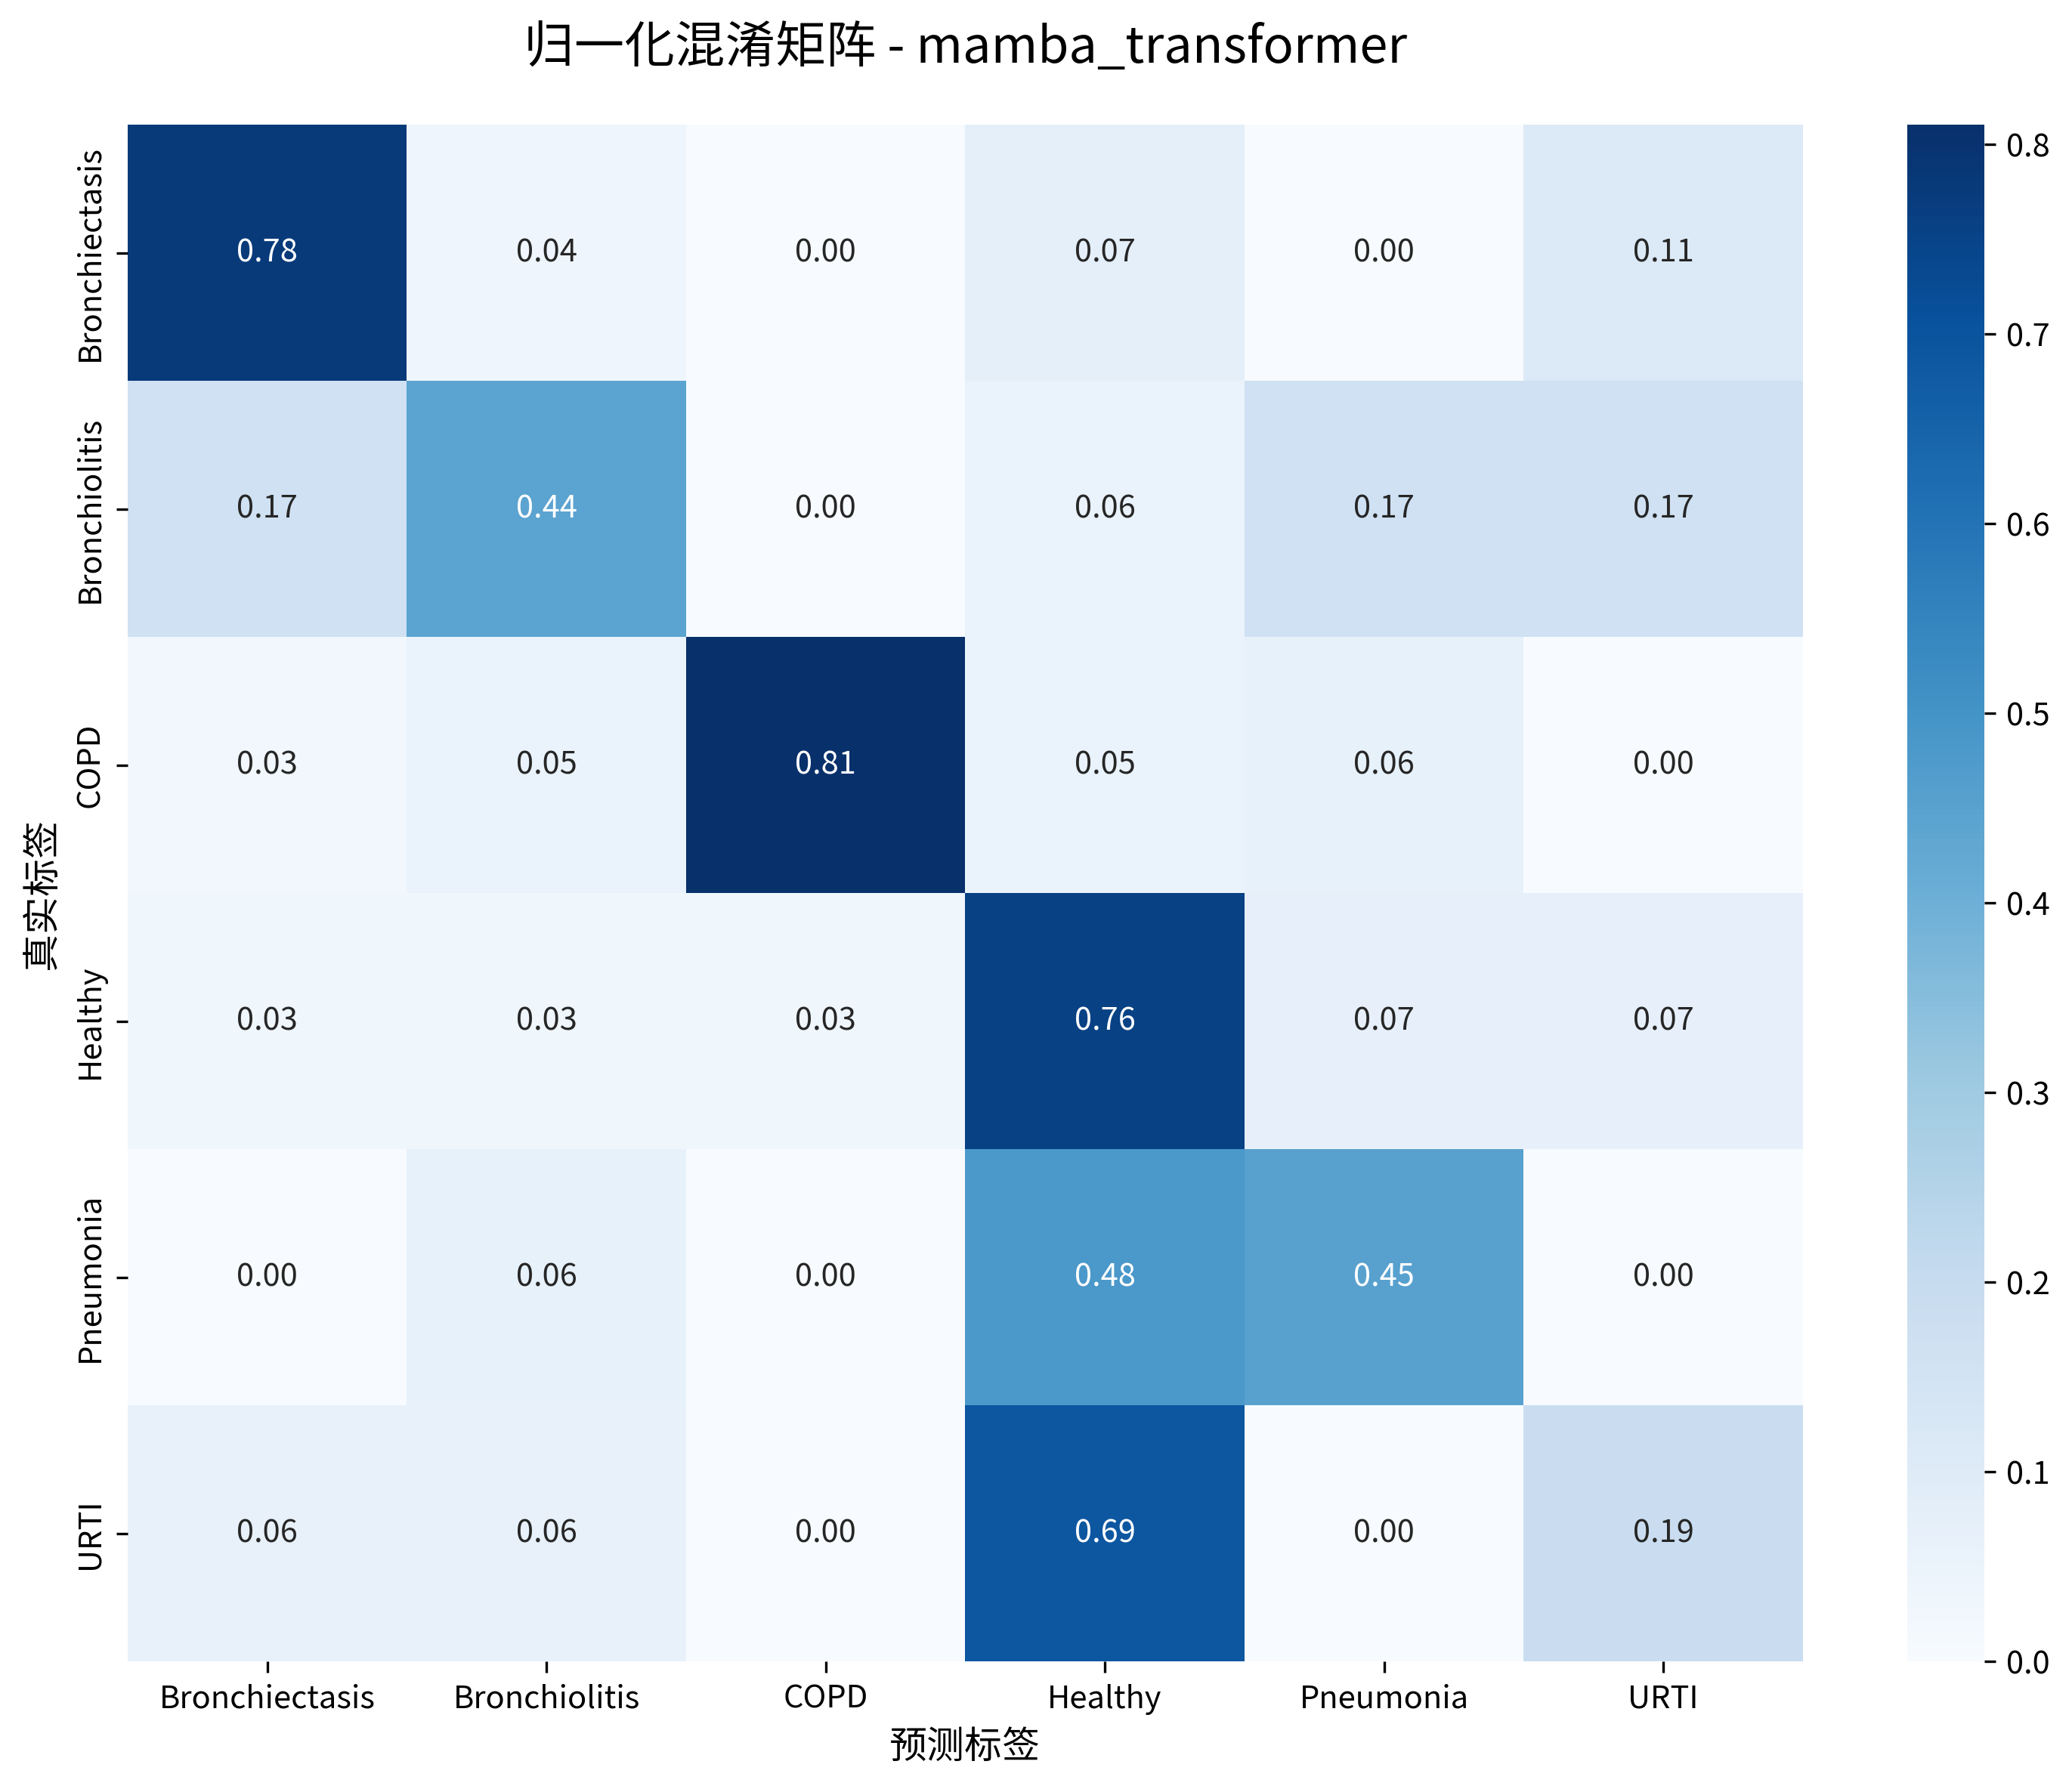 归一化混淆矩阵 - mamba_transformer
真实标签
Bronchiectasis 0.78 0.04 0.00 0.07 0.00 0.11
Bronchiolitis 0.17 0.44 0.00 0.06 0.17 0.17
COPD 0.03 0.05 0.81 0.05 0.06 0.00
Healthy 0.03 0.03 0.03 0.76 0.07 0.07
Pneumonia 0.00 0.06 0.00 0.48 0.45 0.00
URTI 0.06 0.06 0.00 0.69 0.00 0.19
Bronchiectasis Bronchiolitis COPD Healthy Pneumonia URTI
预测标签
0.8
0.7
0.6
0.5
0.4
0.3
0.2
0.1
0.0